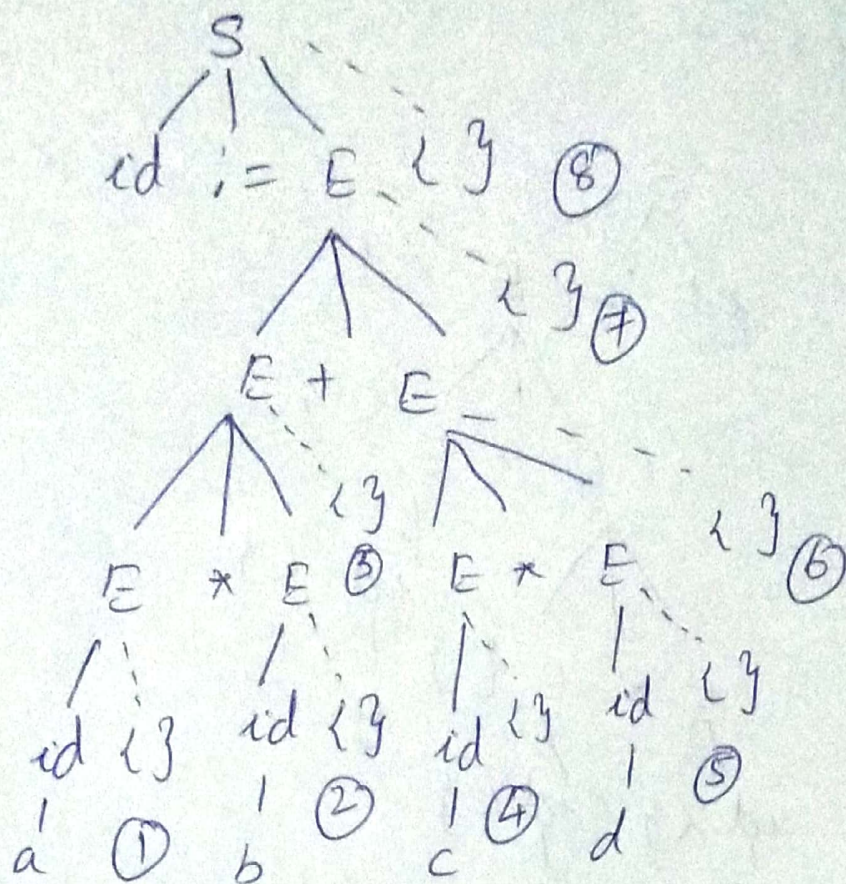 S
id := E { } ⑧
{ } ⑦
E + E
{ }
{ } ⑥
E * E ③ E * E
id { } id { } id { } id { }
② ④ ⑤
a ① b c d